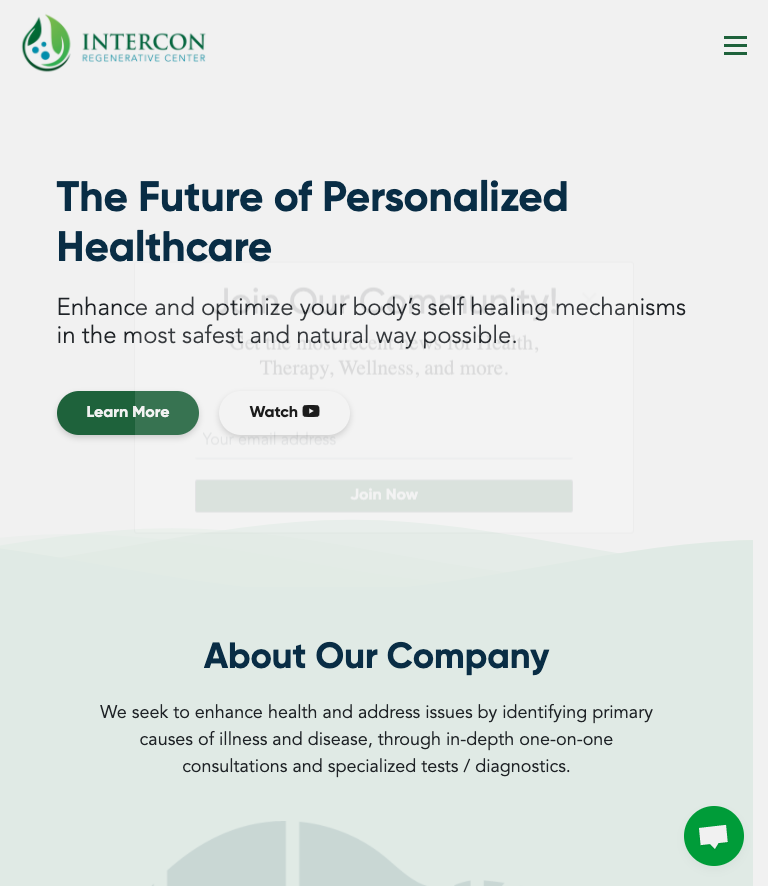 INTERCON
REGENERATIVE CENTER
The Future of Personalized
Healthcare
Join Our Community!
Enhance and optimize your body's self healing mechanisms
in the most safest and natural way possible.
Get the most recent news for Health,
Therapy, Wellness, and more.
Learn More
Watch
Your email address
Join Now
About Our Company
We seek to enhance health and address issues by identifying primary
causes of illness and disease, through in-depth one-on-one
consultations and specialized tests / diagnostics.